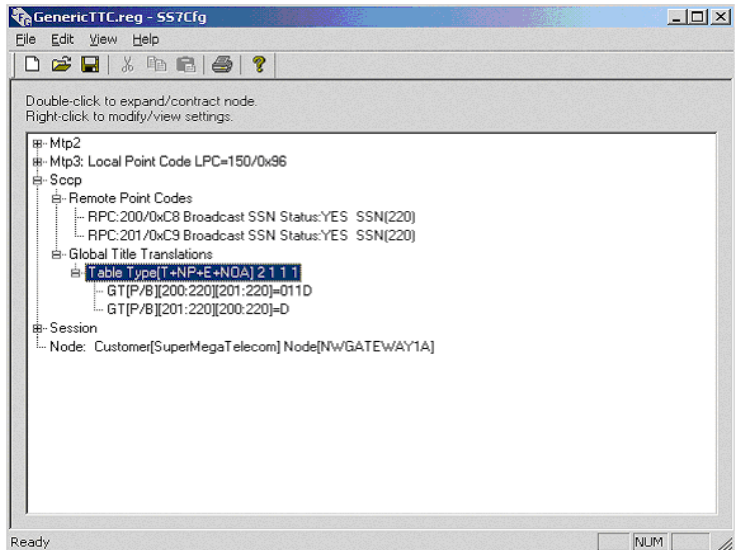 GenericTTC.reg - SS7Cfg
File Edit View Help
Double-click to expand/contract node.
Right-click to modify/view settings.
Mtp2
Mtp3: Local Point Code LPC=150/0x96
Sccp
Remote Point Codes
RPC:200/0xC8 Broadcast SSN Status:YES SSN(220)
RPC:201/0xC9 Broadcast SSN Status:YES SSN(220)
Global Title Translations
Table Type[T+NP+E+NOA] 2 1 1 1
GT[P/B][200:220][201:220]=011D
GT[P/B][201:220][200:220]=D
Session
Node: Customer[SuperMegaTelecom] Node[NWGATEWAY1A]
Ready NUM